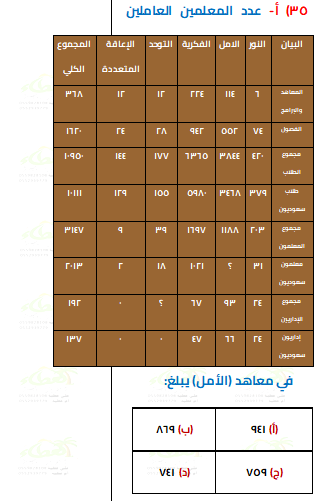 ٣٥) أ- عدد المعلمين العاملين
البيان النور الامل الفكرية التوحد الإعاقة المتعددة المجموع الكلي
المعاهد والبرامج ٦ ١١٤ ٢٢٤ ١٢ ١٢ ٣٦٨
الفصول ٧٤ ٥٥٢ ٩٤٢ ٢٨ ٢٤ ١٦٢٠
مجموع الطلاب ٤٢٠ ٣٨٤٤ ٦٣٦٥ ١٧٧ ١٤٤ ١٠٩٥٠
طلاب سعوديون ٣٧٩ ٣٤٦٨ ٥٩٨٠ ١٥٥ ١٢٩ ١٠١١١
مجموع المعلمون ٢٠٣ ١١٨٨ ١٦٩٧ ٣٩ ٩ ٣١٤٧
معلمون سعوديون ٣١ ؟ ١٠٢١ ١٨ ٢ ٢٠١٣
مجموع الإداريين ٢٤ ٩٣ ٦٧ ؟ ٠ ١٩٢
إداريون سعوديون ٢٤ ٦٦ ٤٧ ٠ ٠ ١٣٧
في معاهد (الأمل) يبلغ:
(أ) ٩٤١ (ب) ٨٦٩
(ج) ٧٥٩ (د) ٧٤١